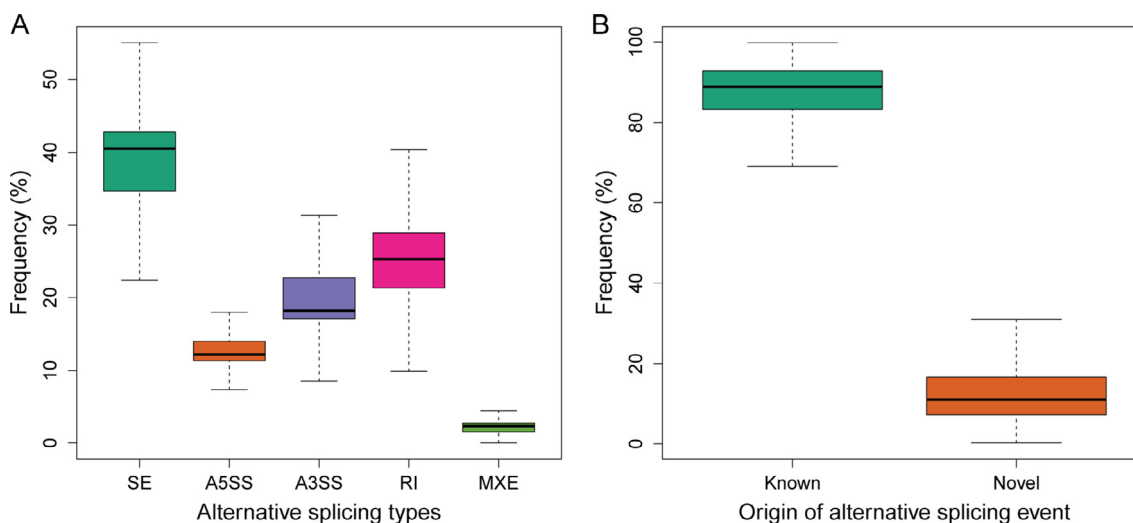 A
Frequency (%)
50
40
30
20
10
0
SE A5SS A3SS RI MXE
Alternative splicing types
B
Frequency (%)
100
80
60
40
20
0
Known Novel
Origin of alternative splicing event